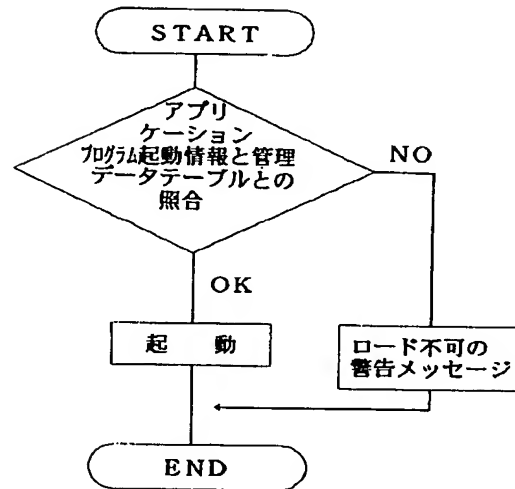 START
アプリ
ケーション
プログラム起動情報と管理
データテーブルとの
照合
NO
OK
起 動
ロード不可の
警告メッセージ
END